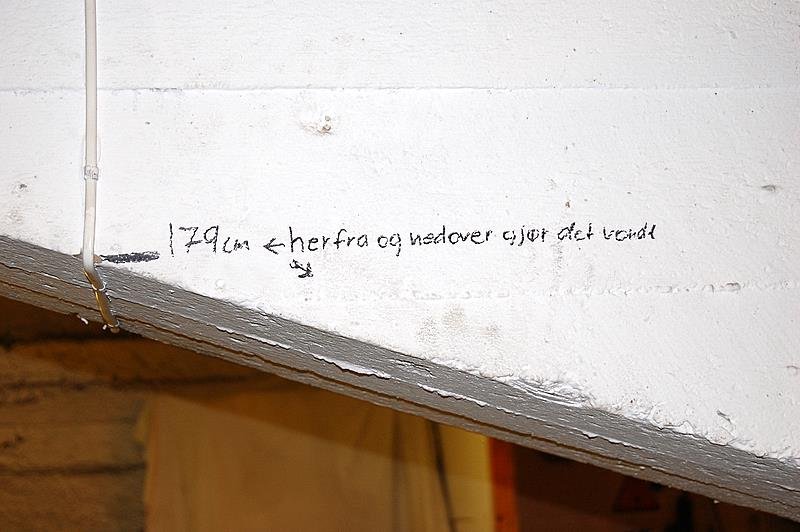 179cm ← herfra og nedover gjør det vondt